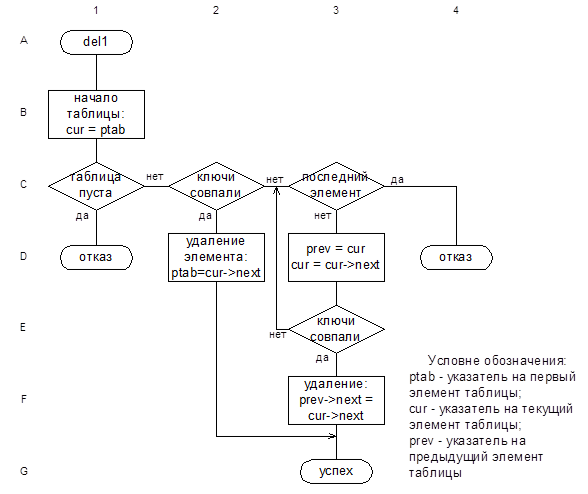 1 2 3 4
A
del1
B
начало
таблицы:
cur = ptab
C
таблица
пуста
нет
ключи
совпали
нет
последний
элемент
да
да
да
нет
D
отказ
удаление
элемента:
ptab=cur->next
prev = cur
cur = cur->next
отказ
E
ключи
совпали
нет
да
F
удаление:
prev->next =
cur->next
G
успех
Условне обозначения:
ptab - указатель на первый
элемент таблицы;
cur - указатель на текущий
элемент таблицы;
prev - указатель на
предыдущий элемент
таблицы